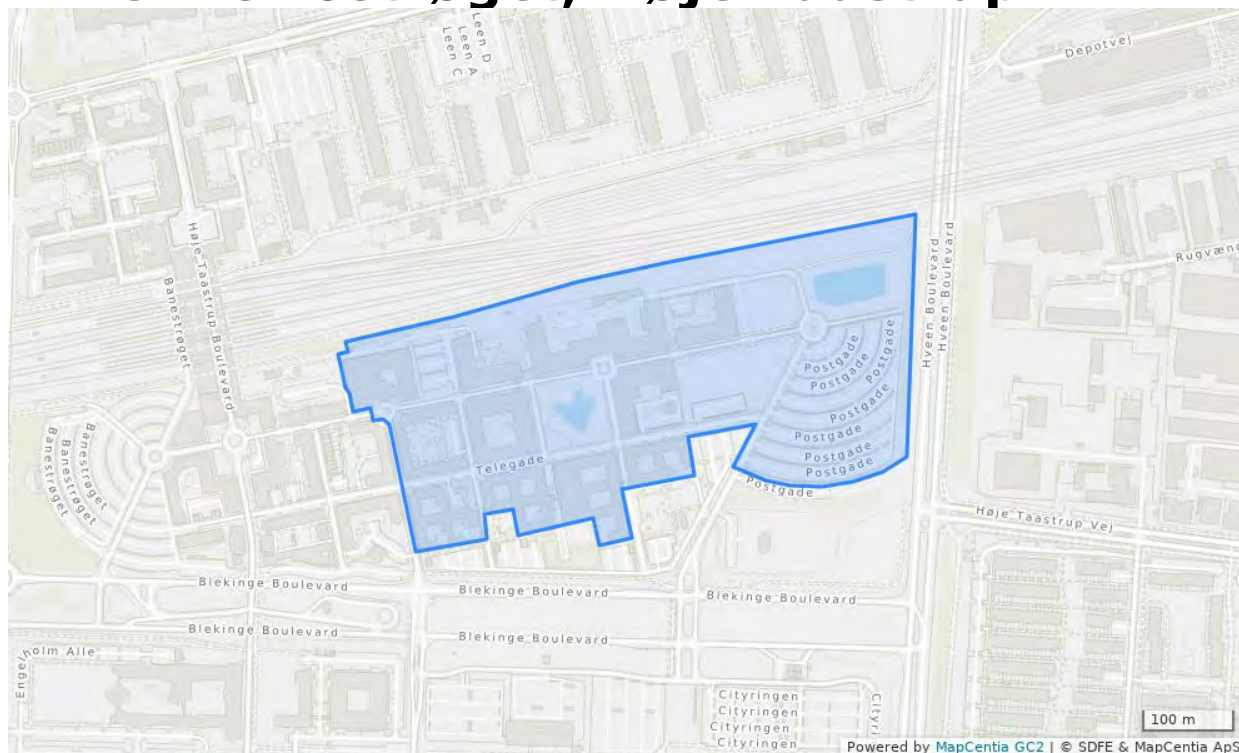 Leen D
Leen A
Leen C
Depotvej
Rugvæng
Høje Taastrup Boulevard
Banestrøget
Hveen Boulevard
Hveen Boulevard
Postgade
Postgade
Postgade
Postgade
Postgade
Postgade
Postgade
Postgade
Banestrøget
Banestrøget
Banestrøget
Telegade
Høje Taastrup Vej
Blekinge Boulevard
Blekinge Boulevard
Blekinge Boulevard
Blekinge Boulevard
Blekinge Boulevard
Engelholm Alle
Cityringen
Cityringen
Cityringen
Cityringen
Cityri
100 m
Powered by MapCentia GC2 | © SDFE & MapCentia ApS